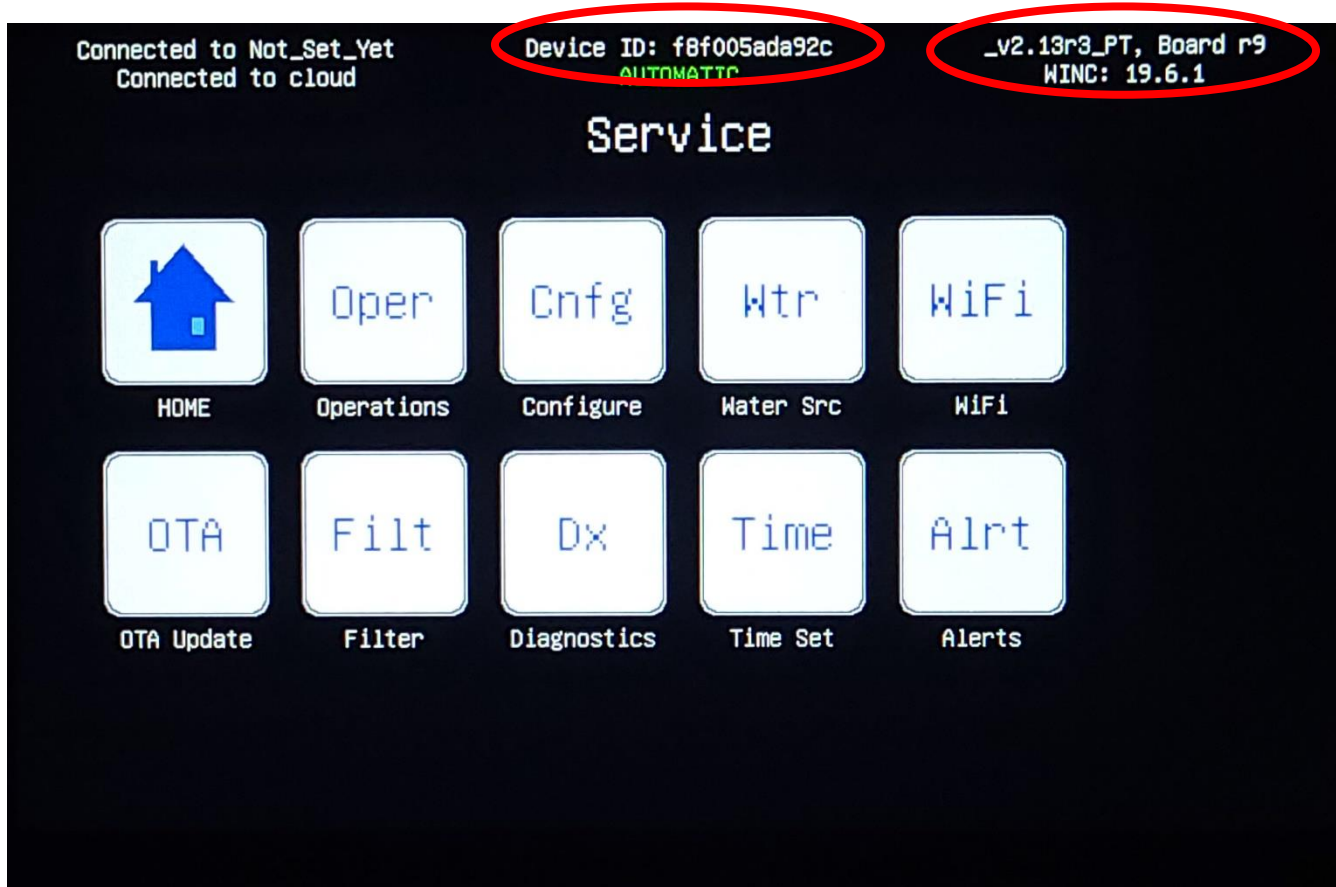 Connected to Not_Set_Yet
Connected to cloud
Device ID: f8f005ada92c
AUTOMATIC
_v2.13r3_PT, Board r9
WINC: 19.6.1
Service
Oper
Cnfg
Wtr
WiFi
HOME
Operations
Configure
Water Src
WiFi
OTA
Filt
Dx
Time
Alrt
OTA Update
Filter
Diagnostics
Time Set
Alerts